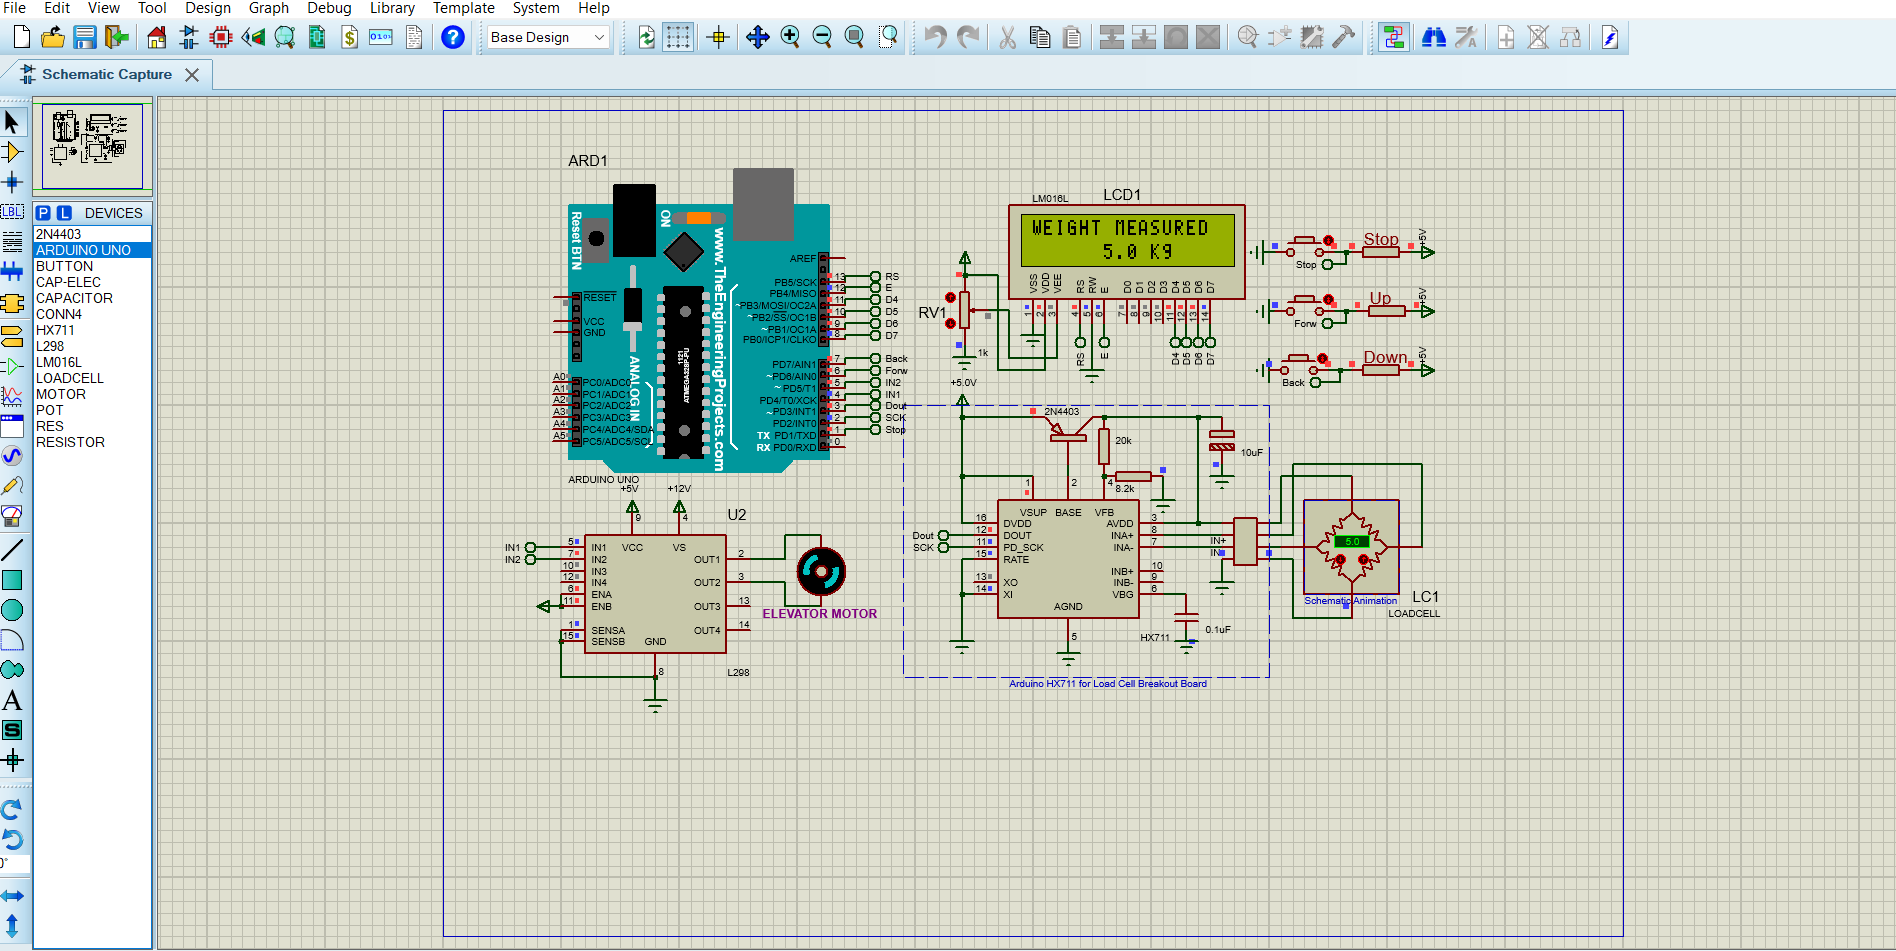 File Edit View Tool Graph Debug Library Template System Help
Design
Base Design
Schematic Capture
P L DEVICES
2N4403
ARDUINO UNO
BUTTON
CAP-ELEC
CAPACITOR
CONN4
HX711
L298
LM016L
LOADCELL
MOTOR
POT
RES
RESISTOR
LBL
A
S
ARD1
Reset BTN
ON
www.TheEngineeringProjects.com
ANALOG IN
1121
ATMEGA328P-PU
RESET
VCC
GND
A0 PC0/ADC0
A1 PC1/ADC1
A2 PC2/ADC2
A3 PC3/ADC3
A4 PC4/ADC4/SDA
A5 PC5/ADC5/SCL
AREF
PB5/SCK 13 RS
PB4/MISO 12 E
~PB3/MOSI/OC2A 11 D4
~PB2/SS/OC1B 10 D5
~PB1/OC1A 9 D6
PB0/ICP1/CLKO 8 D7
PD7/AIN1 7 Back
~PD6/AIN0 6 Forw
~PD5/T1 5 IN2
PD4/T0/XCK 4 IN1
~PD3/INT1 3 Dout
PD2/INT0 2 SCK
TX PD1/TXD 1 Stop
RX PD0/RXD 0
ARDUINO UNO
LCD1
LM016L
WEIGHT MEASURED
5.0 Kg
VSS VDD VEE RS RW E D0 D1 D2 D3 D4 D5 D6 D7
1 2 3 4 5 6 7 8 9 10 11 12 13 14
RS E D4 D5 D6 D7
RV1
1k
Stop
Stop
+5V
Up
Forw
+5V
Down
Back
+5V
+5V +12V
U2
9 4
VCC VS
IN1 5 IN1
IN2 7 IN2
10 IN3
12 IN4
6 ENA
11 ENB
1 SENSA
15 SENSB
GND
8
OUT1 2
OUT2 3
OUT3 13
OUT4 14
L298
ELEVATOR MOTOR
+5.0V
2N4403
20k
8.2k
10uF
1 2 4
VSUP BASE VFB
16 DVDD
Dout 12 DOUT
SCK 11 PD_SCK
15 RATE
13 XO
14 XI
AVDD 3
INA+ 8
INA- 7
INB+ 10
INB- 9
VBG 6
AGND
5
HX711
0.1uF
IN+
Arduino HX711 for Load Cell Breakout Board
5.0
Schematic Animation
LC1
LOADCELL